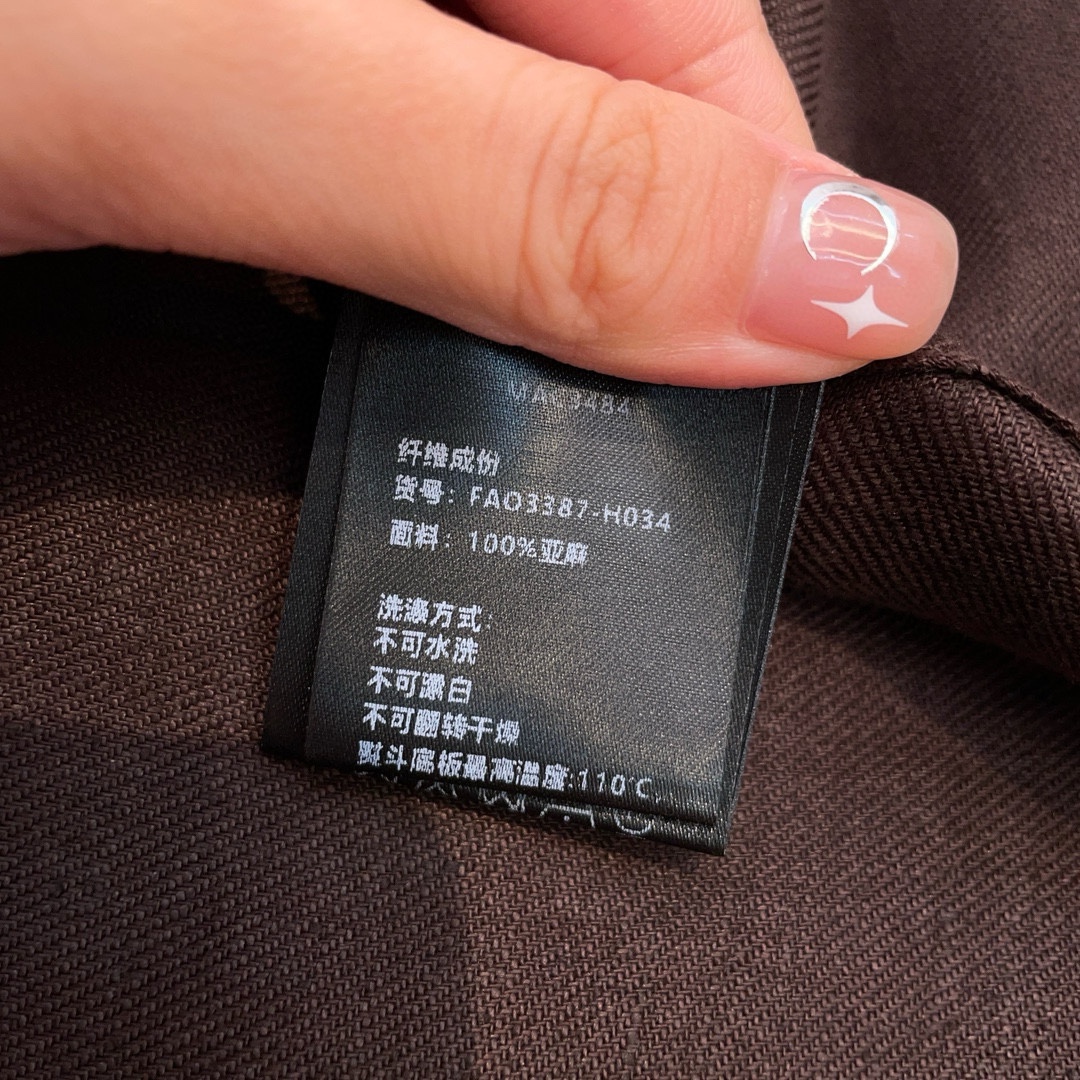 纤维成份
货号: FAO3387-H034
面料: 100%亚麻
洗涤方式:
不可水洗
不可漂白
不可翻转干燥
熨斗底板最高温度:110℃